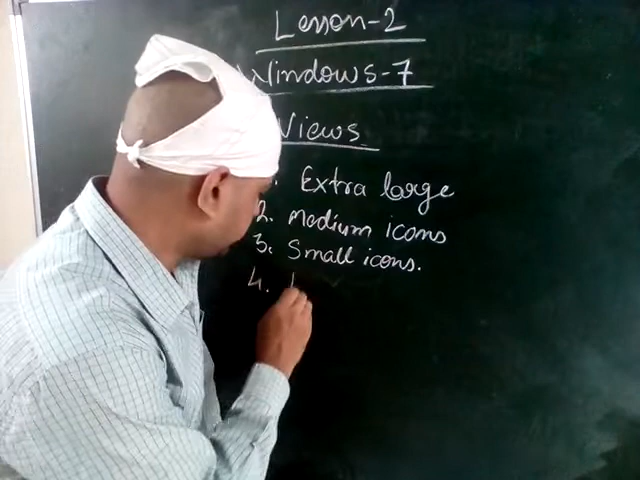 Lesson-2
Windows-7
Views
1. Extra large
2. Medium icons
3. Small icons.
4.